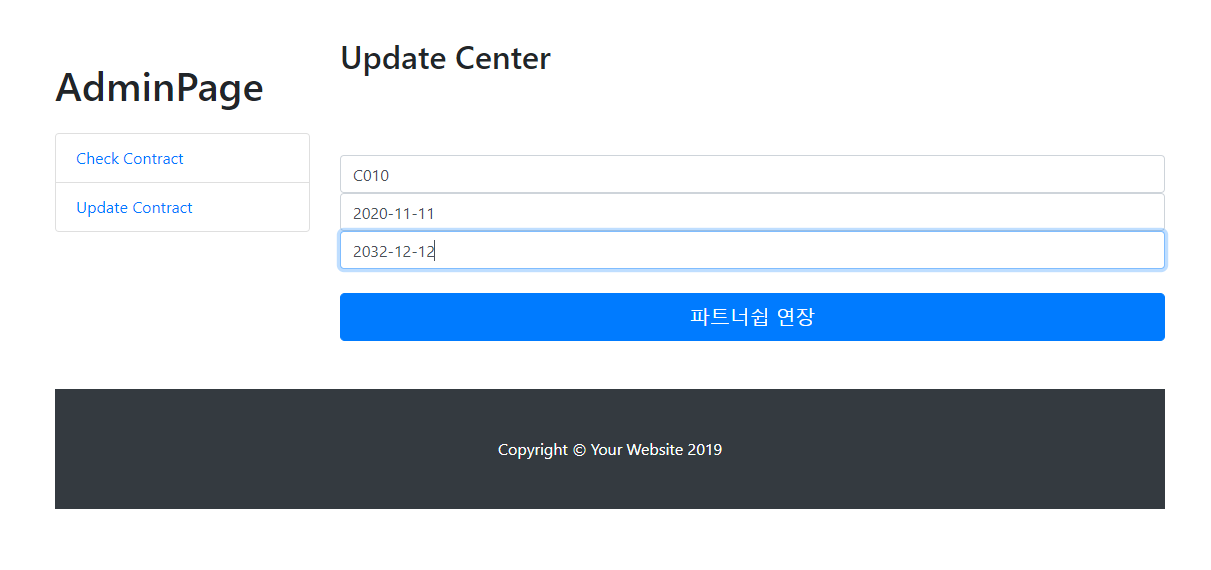 AdminPage
Check Contract
Update Contract
Update Center
C010
2020-11-11
2032-12-12
파트너쉽 연장
Copyright © Your Website 2019